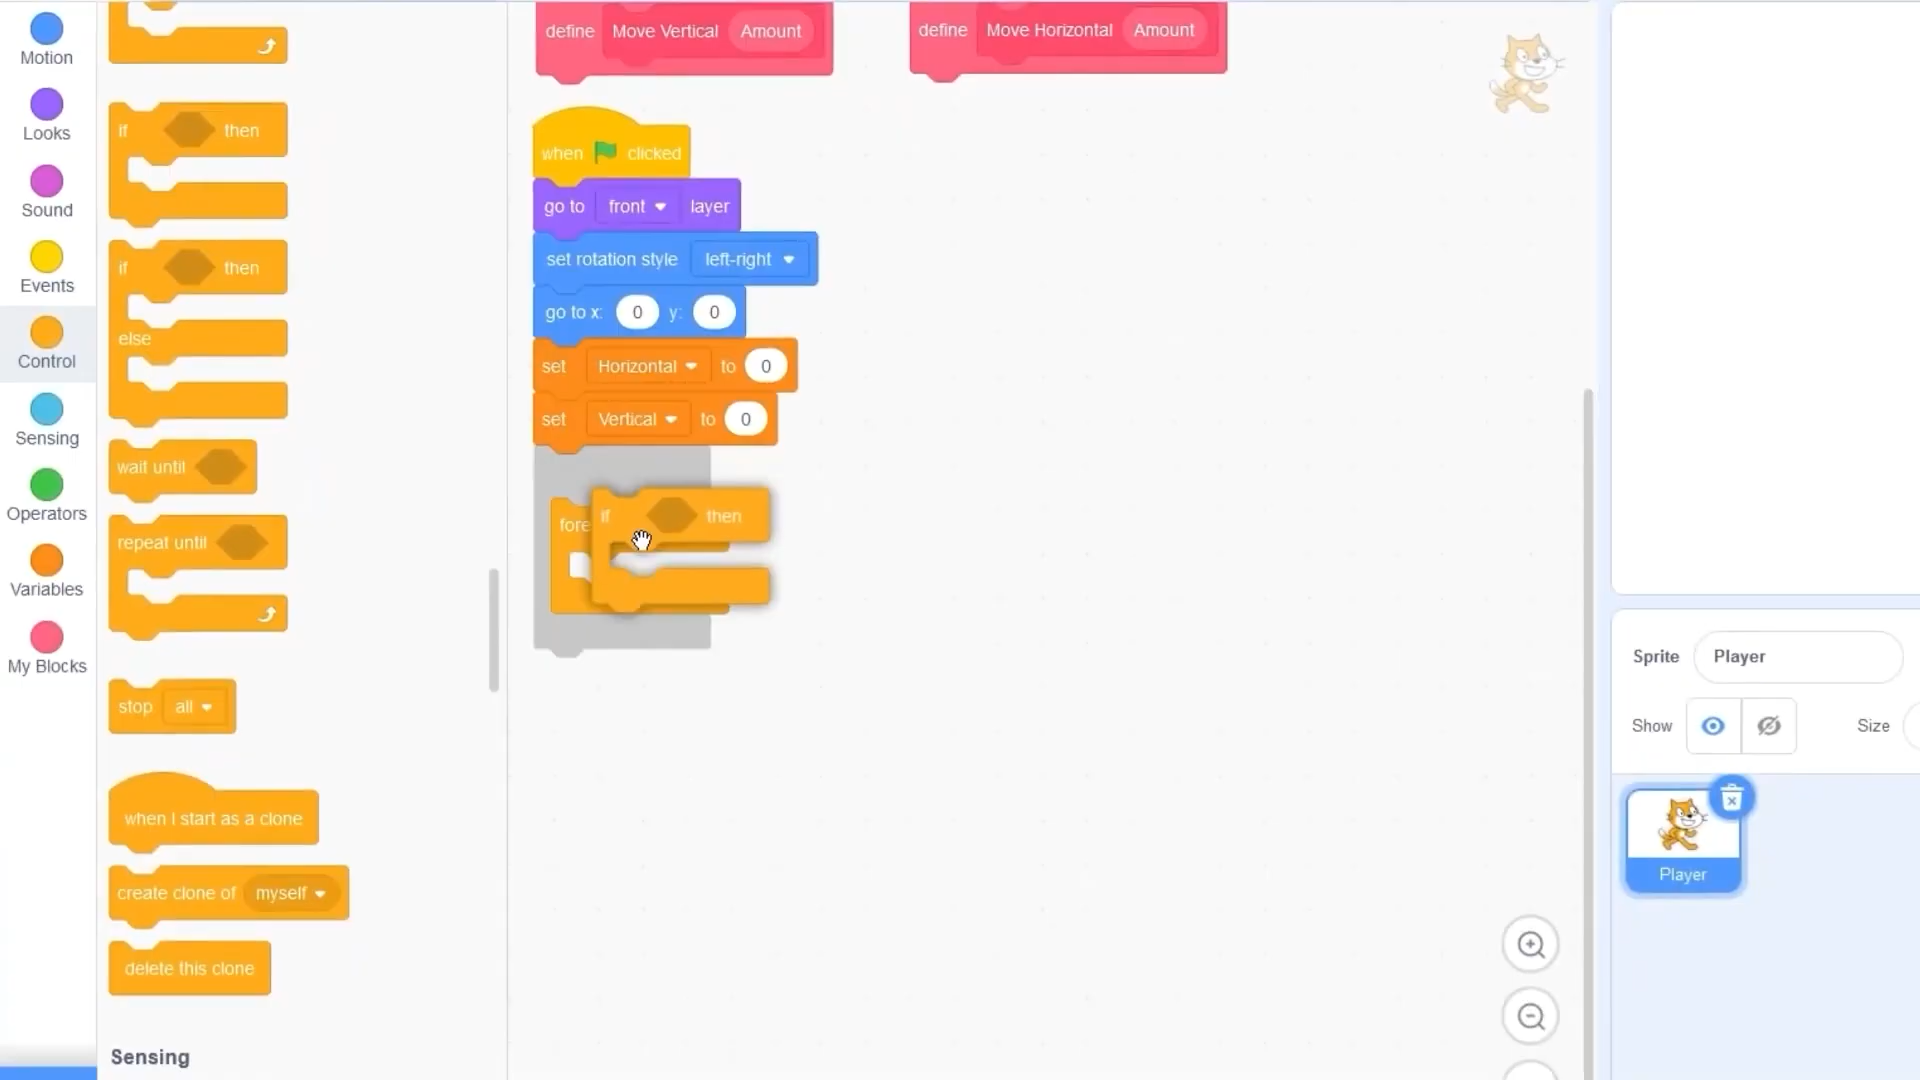 Motion
Looks
Sound
Events
Control
Sensing
Operators
Variables
My Blocks
if then
if then
else
wait until
repeat until
stop all
when I start as a clone
create clone of myself
delete this clone
Sensing
define Move Vertical Amount
define Move Horizontal Amount
when clicked
go to front layer
set rotation style left-right
go to x: 0 y: 0
set Horizontal to 0
set Vertical to 0
fore
if then
Sprite Player
Show Size
Player